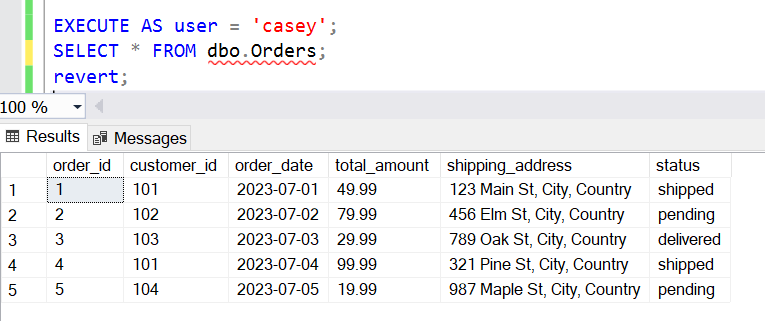 EXECUTE AS user = 'casey';
SELECT * FROM dbo.Orders;
revert;
100 %
Results Messages
order_id customer_id order_date total_amount shipping_address status
1 1 101 2023-07-01 49.99 123 Main St, City, Country shipped
2 2 102 2023-07-02 79.99 456 Elm St, City, Country pending
3 3 103 2023-07-03 29.99 789 Oak St, City, Country delivered
4 4 101 2023-07-04 99.99 321 Pine St, City, Country shipped
5 5 104 2023-07-05 19.99 987 Maple St, City, Country pending